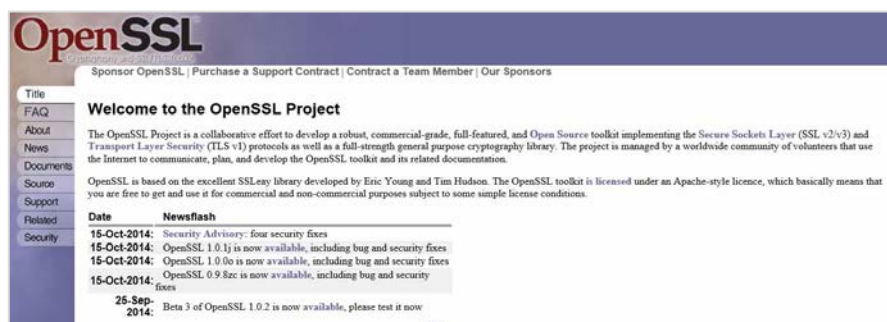 OpenSSL
Cryptography and SSL/TLS Toolkit
Sponsor OpenSSL | Purchase a Support Contract | Contract a Team Member | Our Sponsors
Title
FAQ
About
News
Documents
Source
Support
Related
Security
Welcome to the OpenSSL Project
The OpenSSL Project is a collaborative effort to develop a robust, commercial-grade, full-featured, and Open Source toolkit implementing the Secure Sockets Layer (SSL v2/v3) and
Transport Layer Security (TLS v1) protocols as well as a full-strength general purpose cryptography library. The project is managed by a worldwide community of volunteers that use
the Internet to communicate, plan, and develop the OpenSSL toolkit and its related documentation.
OpenSSL is based on the excellent SSLeay library developed by Eric Young and Tim Hudson. The OpenSSL toolkit is licensed under an Apache-style licence, which basically means that
you are free to get and use it for commercial and non-commercial purposes subject to some simple license conditions.
Date Newsflash
15-Oct-2014: Security Advisory: four security fixes
15-Oct-2014: OpenSSL 1.0.1j is now available, including bug and security fixes
15-Oct-2014: OpenSSL 1.0.0o is now available, including bug and security fixes
15-Oct-2014: OpenSSL 0.9.8zc is now available, including bug and security
fixes
25-Sep-
2014: Beta 3 of OpenSSL 1.0.2 is now available, please test it now